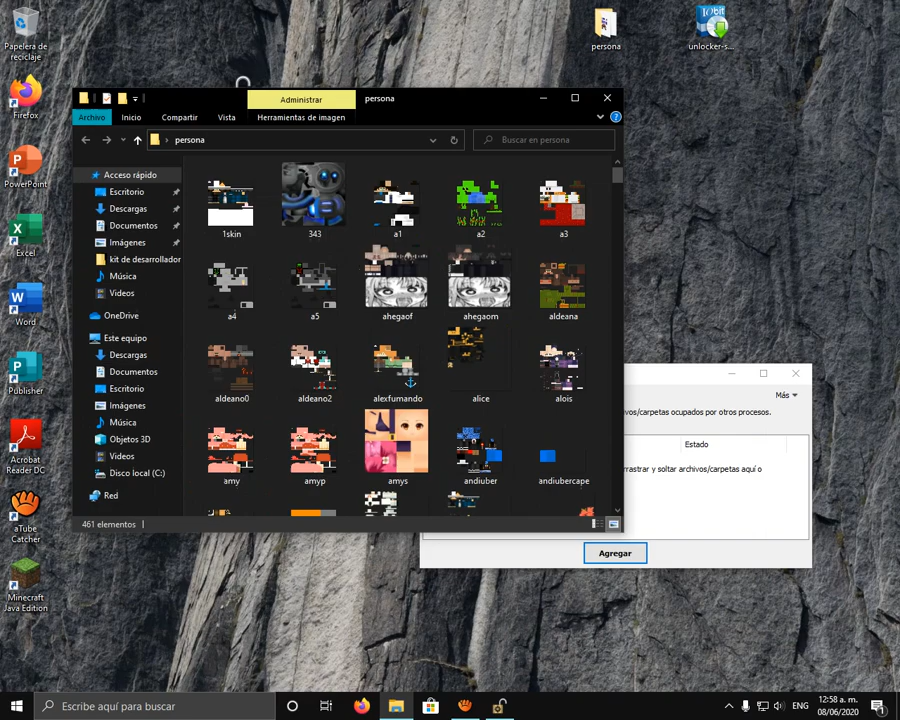 Papelera de
reciclaje
Firefox
PowerPoint
Excel
Word
Publisher
Acrobat
Reader DC
aTube
Catcher
Minecraft
Java Edition
persona
IObit
unlocker-s...
Administrar
persona
Archivo
Inicio
Compartir
Vista
Herramientas de imagen
persona
Buscar en persona
Acceso rápido
Escritorio
Descargas
Documentos
Imágenes
kit de desarrollador
Música
Videos
OneDrive
Este equipo
Descargas
Documentos
Escritorio
Imágenes
Música
Objetos 3D
Videos
Disco local (C:)
Red
1skin
343
a1
a2
a3
a4
a5
ahegaof
ahegaom
aldeana
aldeano0
aldeano2
alexfumando
alice
alois
amy
amyp
amys
andiuber
andiubercape
461 elementos
Más
vos/carpetas ocupados por otros procesos.
Estado
rrastrar y soltar archivos/carpetas aquí o
Agregar
Escribe aquí para buscar
ENG
12:58 a. m.
08/06/2020
1